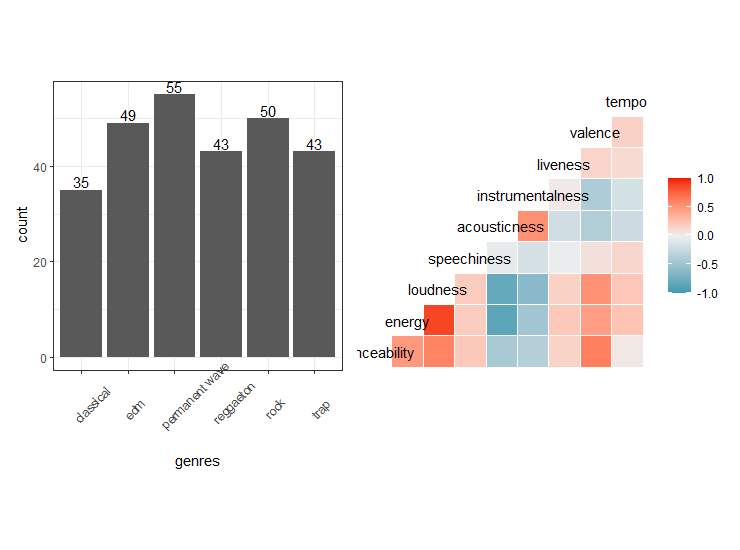 55
49
50
43
43
35
40
20
0
count
classical
edm
permanent wave
reggaeton
rock
trap
genres
tempo
valence
liveness
instrumentalness
acousticness
speechiness
loudness
energy
nceability
1.0
0.5
0.0
-0.5
-1.0